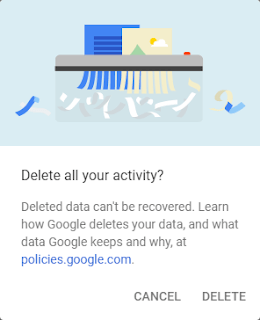 Delete all your activity?
Deleted data can't be recovered. Learn
how Google deletes your data, and what
data Google keeps and why, at
policies.google.com.
CANCEL DELETE